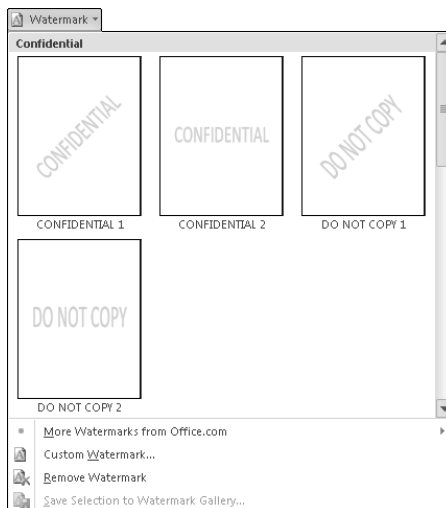 Watermark
Confidential
CONFIDENTIAL
CONFIDENTIAL
DO NOT COPY
CONFIDENTIAL 1
CONFIDENTIAL 2
DO NOT COPY 1
DO NOT COPY
DO NOT COPY 2
More Watermarks from Office.com
Custom Watermark...
Remove Watermark
Save Selection to Watermark Gallery...